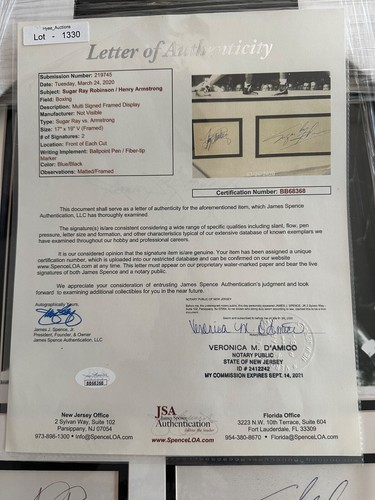 Hyas_Auctions
Lot - 1330
Letter of Authenticity
Submission Number: 219745
Date: Tuesday, March 24, 2020
Subject: Sugar Ray Robinson / Henry Armstrong
Field: Boxing
Description: Multi Signed Framed Display
Manufacturer: Not Visible
Type: Sugar Ray vs. Armstrong
Size: 17" x 19" V (Framed)
# of Signatures: 2
Location: Front of Each Cut
Writing Implement: Ballpoint Pen / Fiber-tip
Marker
Color: Blue/Black
Observations: Matted/Framed
Certification Number: BB68368
This document shall serve as a letter of authenticity for the aforementioned item, which James Spence
Authentication, LLC has thoroughly examined.
The signature(s) is/are consistent considering a wide range of specific qualities including slant, flow, pen
pressure, letter size and formation, and other characteristics typical of our extensive database of known exemplars we
have examined throughout our hobby and professional careers.
It is our considered opinion that the signature item is/are genuine. Your item has been assigned a unique
certification number, which is uploaded into our restricted database and can be confirmed on our website
www.SpenceLOA.com at any time. This letter must appear on our proprietary water-marked paper and bear the live
signatures of both James Spence and a notary public.
We appreciate your consideration of entrusting James Spence Authentication's judgment and look
forward to examining additional collectibles for you in the near future.
NOTARY PUBLIC OF NEW JERSEY
Autographically Yours,
Veronica M. D'Amico
James J. Spence, Jr.
President, Founder, & Owner
James Spence Authentication, LLC
VERONICA M. D'AMICO
NOTARY PUBLIC
STATE OF NEW JERSEY
ID # 2412242
MY COMMISSION EXPIRES SEPT. 14, 2021
BB68368
New Jersey Office
2 Sylvan Way, Suite 102
Parsippany, NJ 07054
973-898-1300 • Info@SpenceLOA.com
JSA
James Spence
Authentication
www.SpenceLOA.com
Florida Office
3223 N.W. 10th Terrace, Suite 604
Fort Lauderdale, FL 33309
954-380-8670 • Florida@SpenceLOA.com